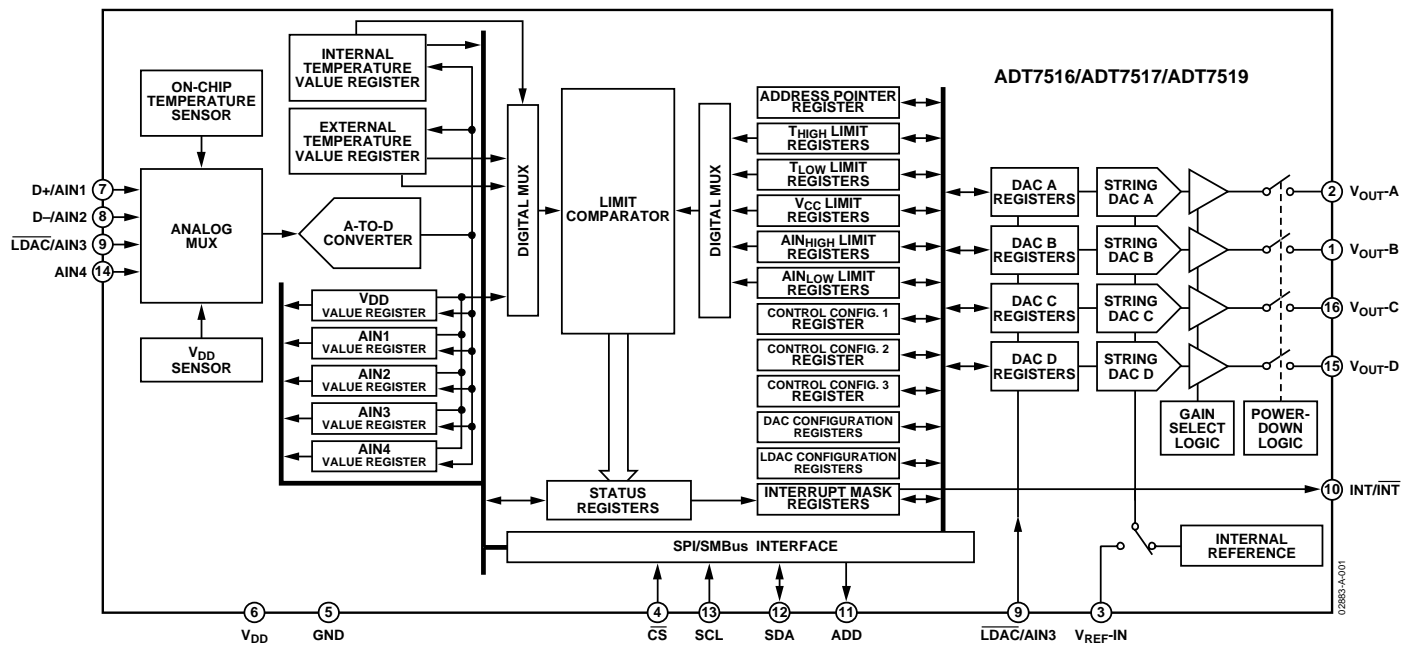 ADT7516/ADT7517/ADT7519
INTERNAL
TEMPERATURE
VALUE REGISTER
ON-CHIP
TEMPERATURE
SENSOR
EXTERNAL
TEMPERATURE
VALUE REGISTER
D+/AIN1
7
D–/AIN2
8
L̅D̅A̅C̅/AIN3
9
AIN4
14
ANALOG
MUX
A-TO-D
CONVERTER
VDD
SENSOR
VDD
VALUE REGISTER
AIN1
VALUE REGISTER
AIN2
VALUE REGISTER
AIN3
VALUE REGISTER
AIN4
VALUE REGISTER
DIGITAL MUX
LIMIT
COMPARATOR
DIGITAL MUX
STATUS
REGISTERS
ADDRESS POINTER
REGISTER
THIGH LIMIT
REGISTERS
TLOW LIMIT
REGISTERS
VCC LIMIT
REGISTERS
AINHIGH LIMIT
REGISTERS
AINLOW LIMIT
REGISTERS
CONTROL CONFIG. 1
REGISTER
CONTROL CONFIG. 2
REGISTER
CONTROL CONFIG. 3
REGISTER
DAC CONFIGURATION
REGISTERS
LDAC CONFIGURATION
REGISTERS
INTERRUPT MASK
REGISTERS
DAC A
REGISTERS
STRING
DAC A
2
VOUT-A
DAC B
REGISTERS
STRING
DAC B
1
VOUT-B
DAC C
REGISTERS
STRING
DAC C
16
VOUT-C
DAC D
REGISTERS
STRING
DAC D
15
VOUT-D
GAIN
SELECT
LOGIC
POWER-
DOWN
LOGIC
10
INT/I̅N̅T̅
INTERNAL
REFERENCE
SPI/SMBus INTERFACE
6
VDD
5
GND
4
C̅S̅
13
SCL
12
SDA
11
ADD
9
L̅D̅A̅C̅/AIN3
3
VREF-IN
02883-A-001